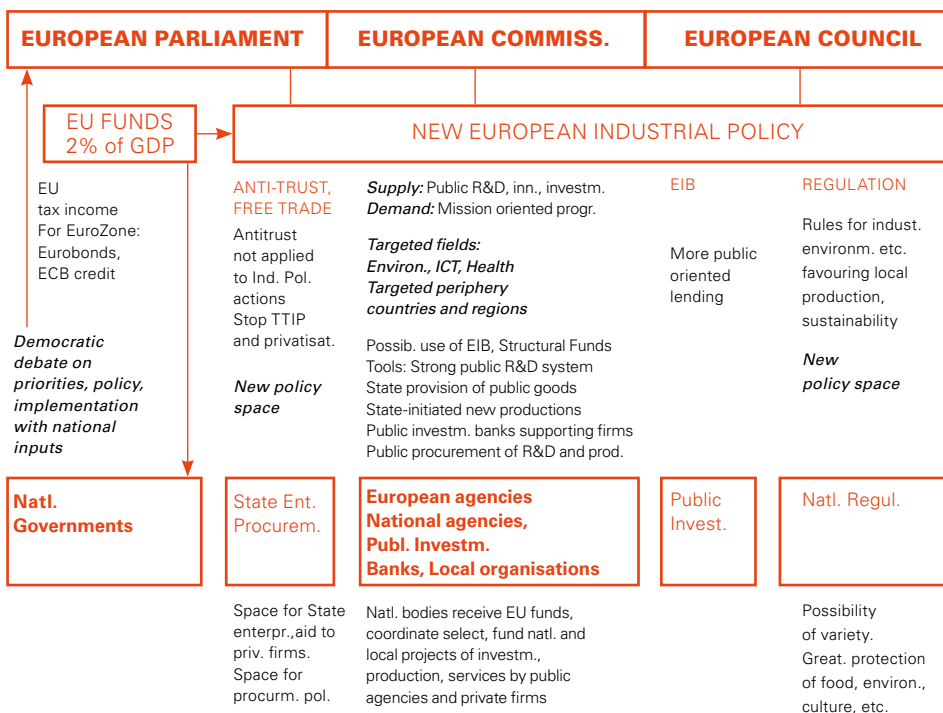 EUROPEAN PARLIAMENT
EUROPEAN COMMISS.
EUROPEAN COUNCIL
EU FUNDS
2% of GDP
NEW EUROPEAN INDUSTRIAL POLICY
EU
tax income
For EuroZone:
Eurobonds,
ECB credit
Democratic
debate on
priorities, policy,
implementation
with national
inputs
ANTI-TRUST,
FREE TRADE
Antitrust
not applied
to Ind. Pol.
actions
Stop TTIP
and privatisat.
New policy
space
Supply: Public R&D, inn., investm.
Demand: Mission oriented progr.
Targeted fields:
Environ., ICT, Health
Targeted periphery
countries and regions
Possib. use of EIB, Structural Funds
Tools: Strong public R&D system
State provision of public goods
State-initiated new productions
Public investm. banks supporting firms
Public procurement of R&D and prod.
EIB
More public
oriented
lending
REGULATION
Rules for indust.
environm. etc.
favouring local
production,
sustainability
New
policy space
Natl.
Governments
State Ent.
Procurem.
European agencies
National agencies,
Publ. Investm.
Banks, Local organisations
Public
Invest.
Natl. Regul.
Space for State
enterpr.,aid to
priv. firms.
Space for
procurm. pol.
Natl. bodies receive EU funds,
coordinate select, fund natl. and
local projects of investm.,
production, services by public
agencies and private firms
Possibility
of variety.
Great. protection
of food, environ.,
culture, etc.